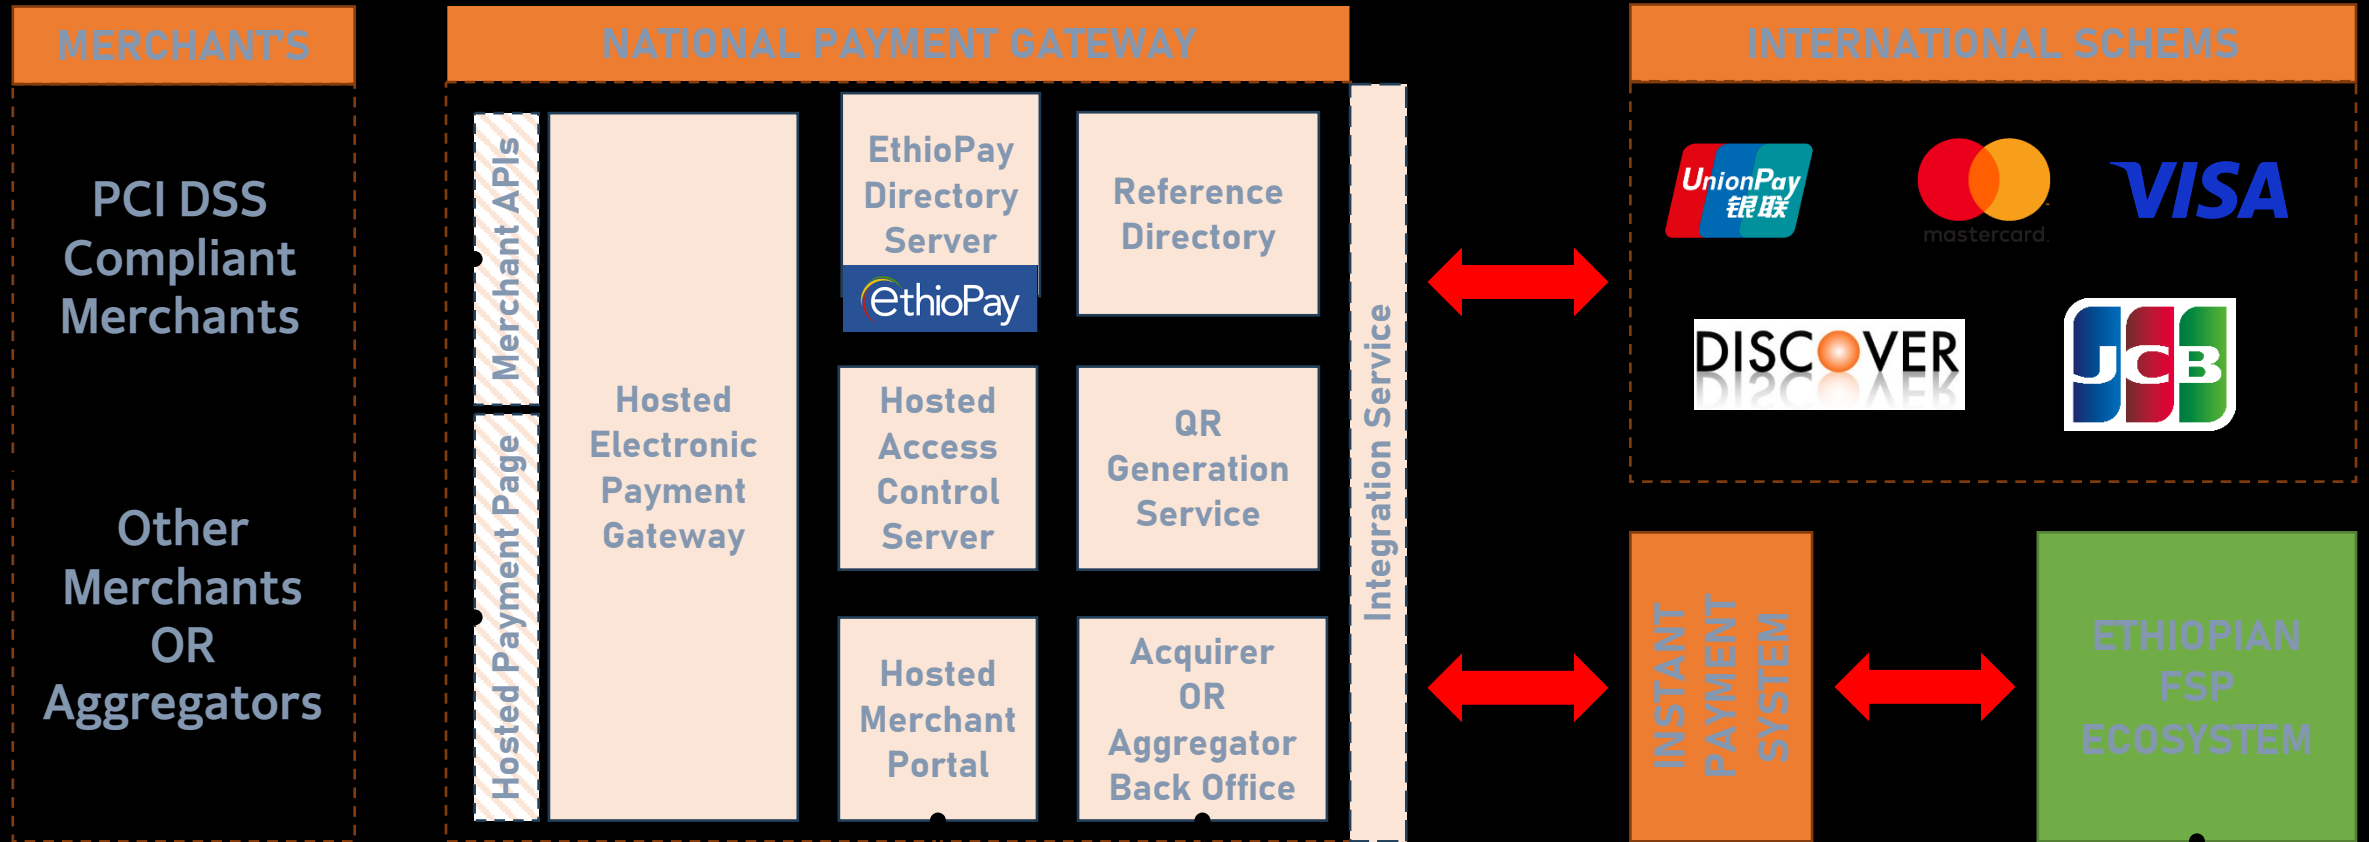 MERCHANT'S
PCI DSS
Compliant
Merchants
Other
Merchants
OR
Aggregators
NATIONAL PAYMENT GATEWAY
Merchant APIs
Hosted Payment Page
Hosted
Electronic
Payment
Gateway
EthioPay
Directory
Server
ethioPay
Reference
Directory
Hosted
Access
Control
Server
QR
Generation
Service
Hosted
Merchant
Portal
Acquirer
OR
Aggregator
Back Office
Integration Service
INTERNATIONAL SCHEMS
UnionPay
银联
mastercard.
VISA
DISCOVER
JCB
INSTANT
PAYMENT
SYSTEM
ETHIOPIAN
FSP
ECOSYSTEM